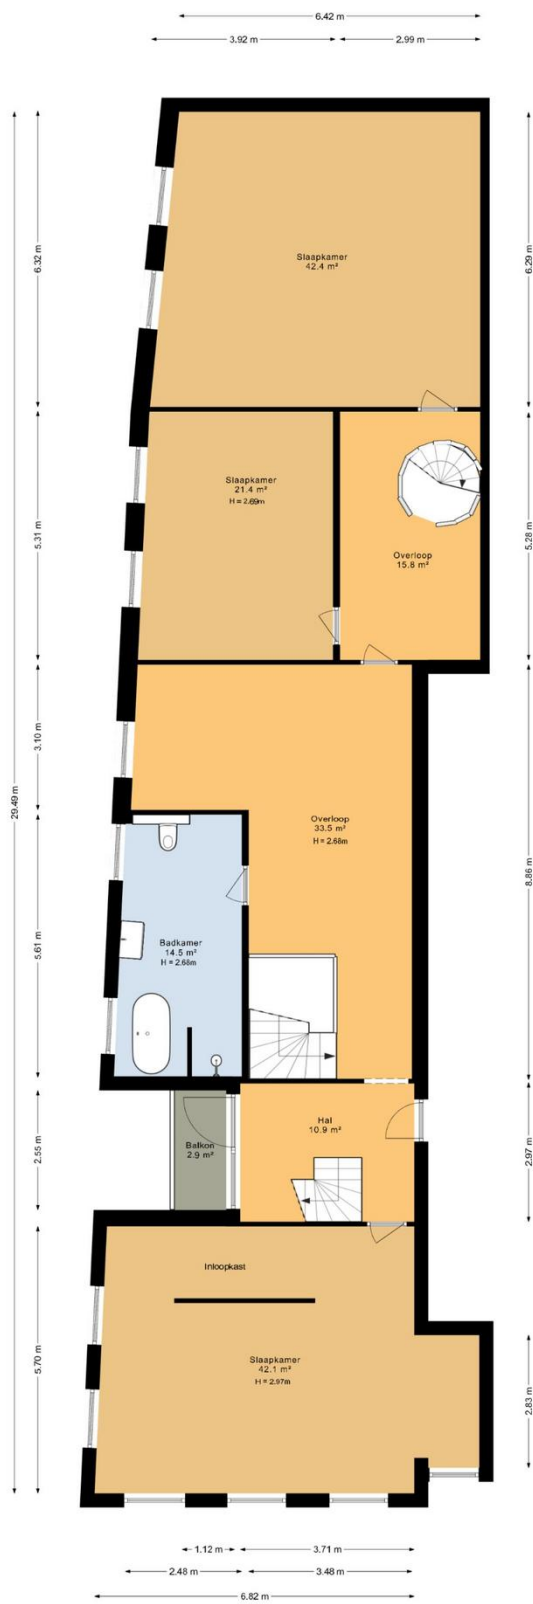 6.42 m
3.92 m
2.99 m
29.49 m
6.32 m
6.29 m
Slaapkamer
42.4 m²
5.31 m
5.28 m
Slaapkamer
21.4 m²
H = 2.69m
Overloop
15.8 m²
3.10 m
8.86 m
Overloop
33.5 m²
H = 2.68m
5.61 m
Badkamer
14.5 m²
H = 2.68m
2.55 m
2.97 m
Hal
10.9 m²
Balkon
2.9 m²
5.70 m
Inloopkast
Slaapkamer
42.1 m²
H = 2.97m
2.83 m
1.12 m
3.71 m
2.48 m
3.48 m
6.82 m